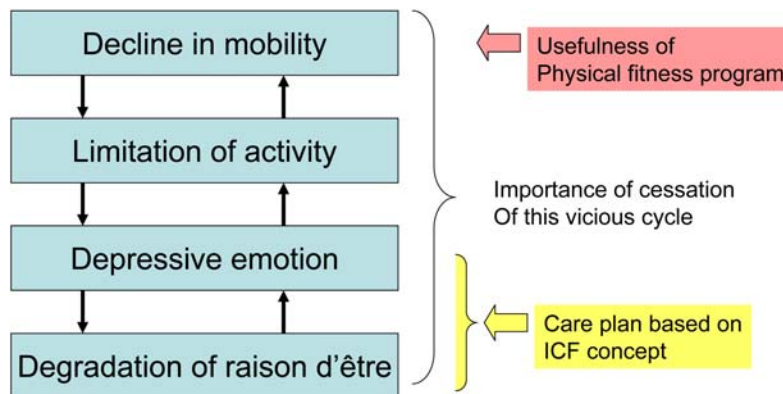 Decline in mobility
Limitation of activity
Depressive emotion
Degradation of raison d'être
Usefulness of
Physical fitness program
Importance of cessation
Of this vicious cycle
Care plan based on
ICF concept